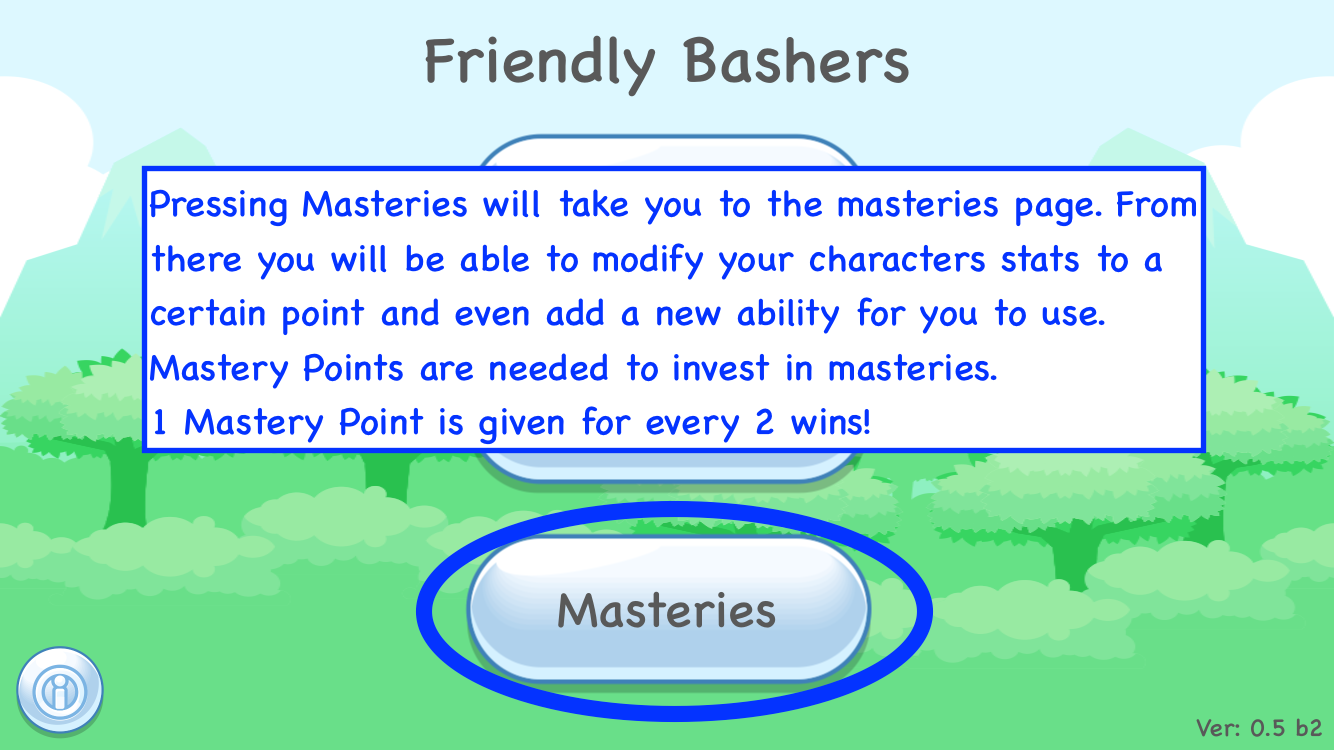 Friendly Bashers
Pressing Masteries will take you to the masteries page. From
there you will be able to modify your characters stats to a
certain point and even add a new ability for you to use.
Mastery Points are needed to invest in masteries.
1 Mastery Point is given for every 2 wins!
Masteries
Ver: 0.5 b2